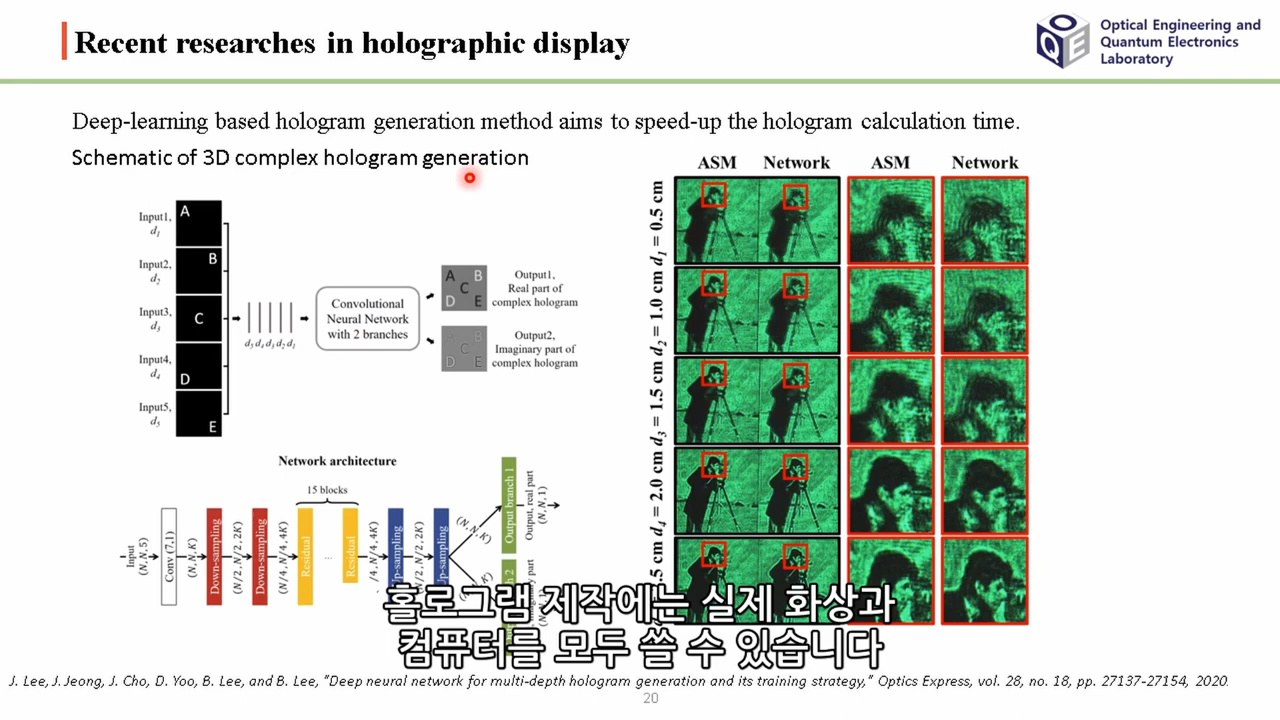 Recent researches in holographic display
Optical Engineering and
Quantum Electronics
Laboratory
Deep-learning based hologram generation method aims to speed-up the hologram calculation time.
Schematic of 3D complex hologram generation
Input1,
d1
A
Input2,
d2
B
Input3,
d3
C
Input4,
d4
D
Input5,
d5
E
Convolutional
Neural Network
with 2 branches
A B
C
D E
Output1,
Real part of
complex hologram
B
C
D E
Output2,
Imaginary part of
complex hologram
Network architecture
15 blocks
Input
(N,N,5)
Conv (7,1)
(N,N,K)
Down-sampling
(N/2,N/2,2K)
Down-sampling
(N/4,N/4,4K)
Residual
...
Residual
/4,N/4,4K)
Up-sampling
N/2,2K)
Up-sampling
(N,N,K)
Output branch 1
Output, real part
(N,N,1)
ASM Network ASM Network
d1 = 0.5 cm
d2 = 1.0 cm
d3 = 1.5 cm
d4 = 2.0 cm
.5 cm
홀로그램 제작에는 실제 화상과
컴퓨터를 모두 쓸 수 있습니다
J. Lee, J. Jeong, J. Cho, D. Yoo, B. Lee, and B. Lee, "Deep neural network for multi-depth hologram generation and its training strategy," Optics Express, vol. 28, no. 18, pp. 27137-27154, 2020.
20